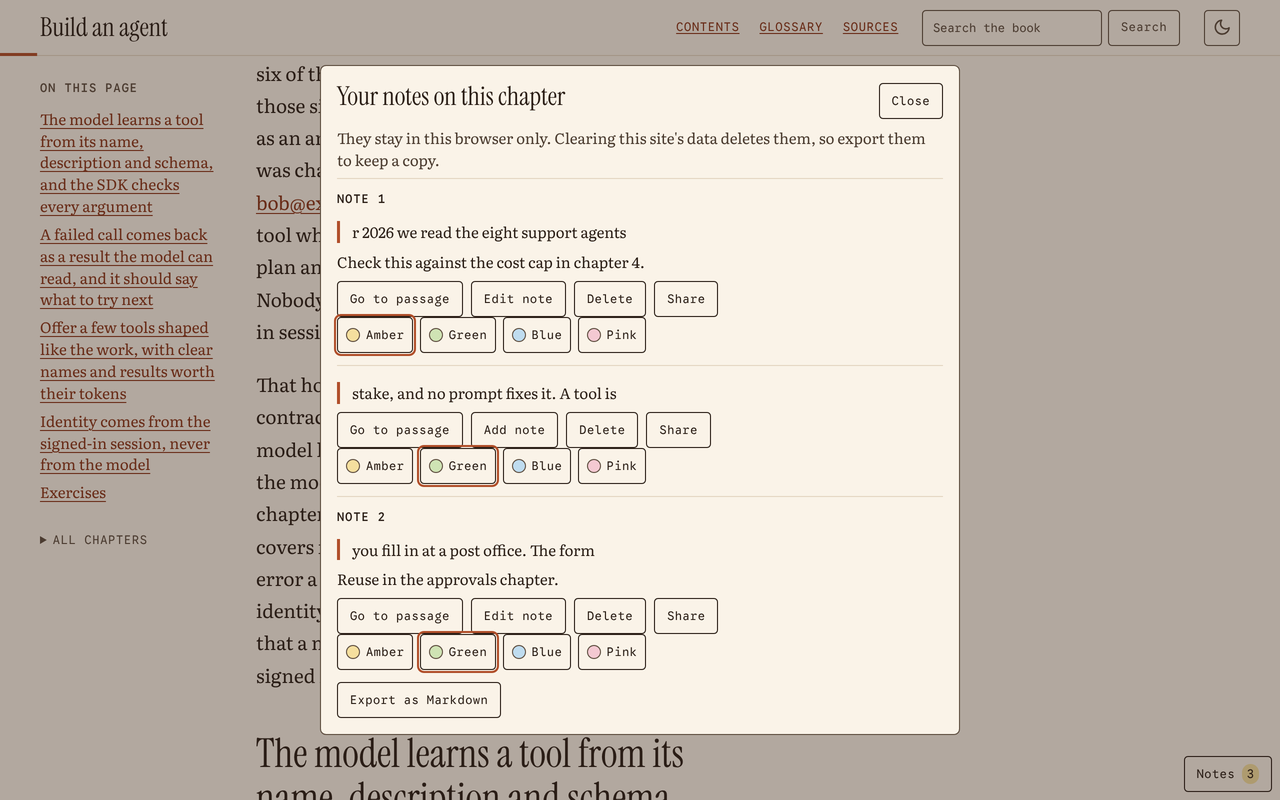 Build an agent
CONTENTS GLOSSARY SOURCES Search the book Search
ON THIS PAGE
The model learns a tool
from its name,
description and schema,
and the SDK checks
every argument
A failed call comes back
as a result the model can
read, and it should say
what to try next
Offer a few tools shaped
like the work, with clear
names and results worth
their tokens
Identity comes from the
signed-in session, never
from the model
Exercises
ALL CHAPTERS
six of
those
as an
was
bob@
tool
plan
Nobody
in
That
contra
model
the
chapter
covers
error a
identity
that a
signed
Your notes on this chapter
Close
They stay in this browser only. Clearing this site's data deletes them, so export them
to keep a copy.
NOTE 1
r 2026 we read the eight support agents
Check this against the cost cap in chapter 4.
Go to passage Edit note Delete Share
Amber Green Blue Pink
stake, and no prompt fixes it. A tool is
Go to passage Add note Delete Share
Amber Green Blue Pink
NOTE 2
you fill in at a post office. The form
Reuse in the approvals chapter.
Go to passage Edit note Delete Share
Amber Green Blue Pink
Export as Markdown
The model learns a tool from its
name, description and schema,
Notes 3